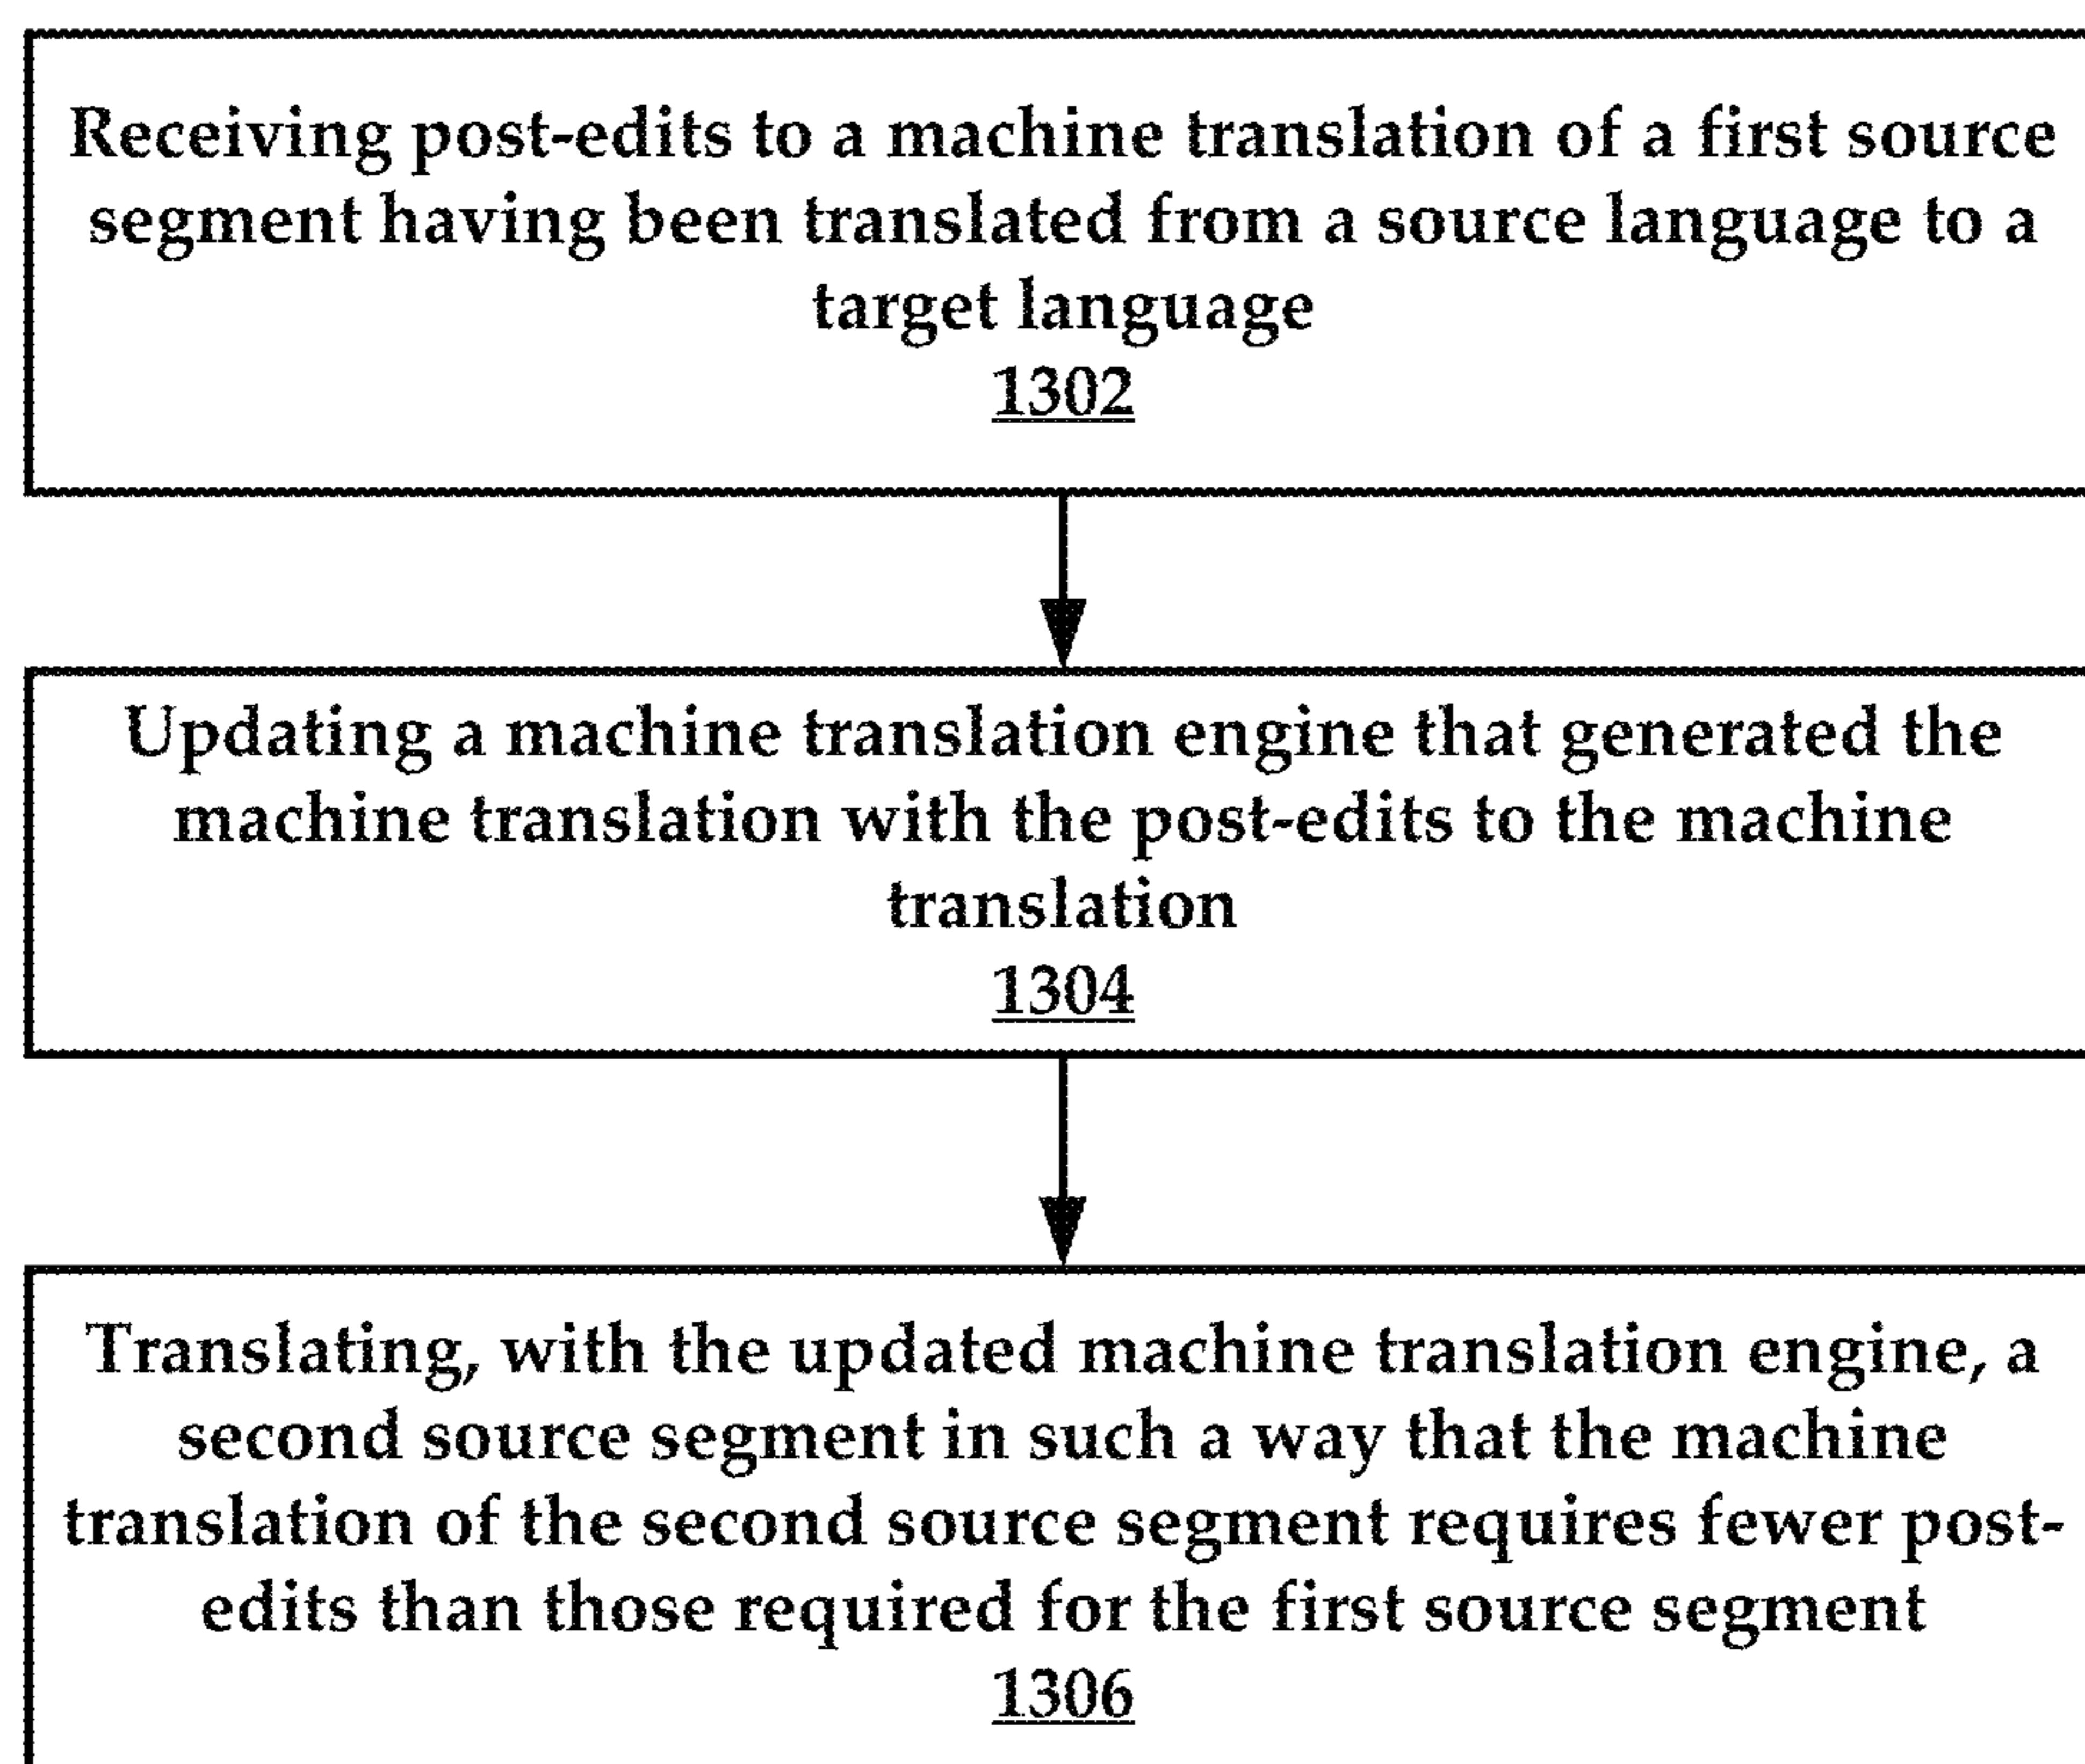 Receiving post-edits to a machine translation of a first source
segment having been translated from a source language to a
target language
1302
Updating a machine translation engine that generated the
machine translation with the post-edits to the machine
translation
1304
Translating, with the updated machine translation engine, a
second source segment in such a way that the machine
translation of the second source segment requires fewer post-
edits than those required for the first source segment
1306